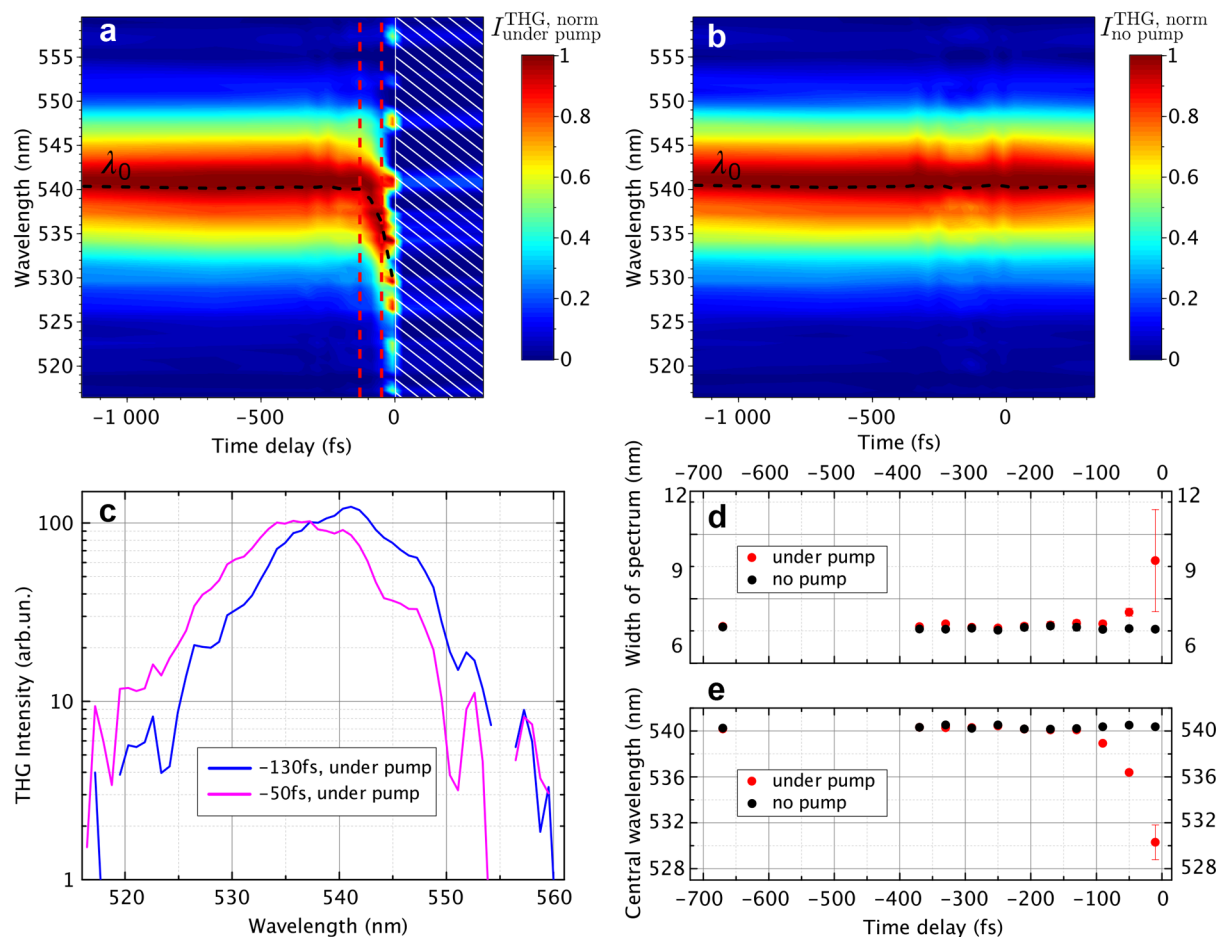 a
I THG, norm under pump
Wavelength (nm)
555
550
545
540
535
530
525
520
λ0
1
0.8
0.6
0.4
0.2
0
−1 000 −500 0
Time delay (fs)
b
I THG, norm no pump
Wavelength (nm)
555
550
545
540
535
530
525
520
λ0
1
0.8
0.6
0.4
0.2
0
−1 000 −500 0
Time (fs)
c
THG Intensity (arb.un.)
100
10
1
−130fs, under pump
−50fs, under pump
520 530 540 550 560
Wavelength (nm)
−700 −600 −500 −400 −300 −200 −100 0
d
Width of spectrum (nm)
12
9
6
under pump
no pump
12
9
6
e
Central wavelength (nm)
540
536
532
528
under pump
no pump
540
536
532
528
−700 −600 −500 −400 −300 −200 −100 0
Time delay (fs)